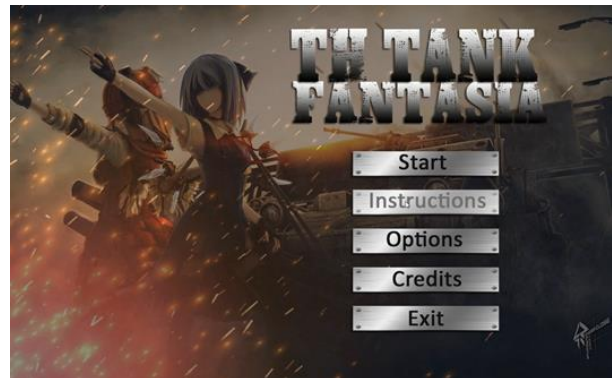 TH TANK
FANTASIA
Start
Instructions
Options
Credits
Exit